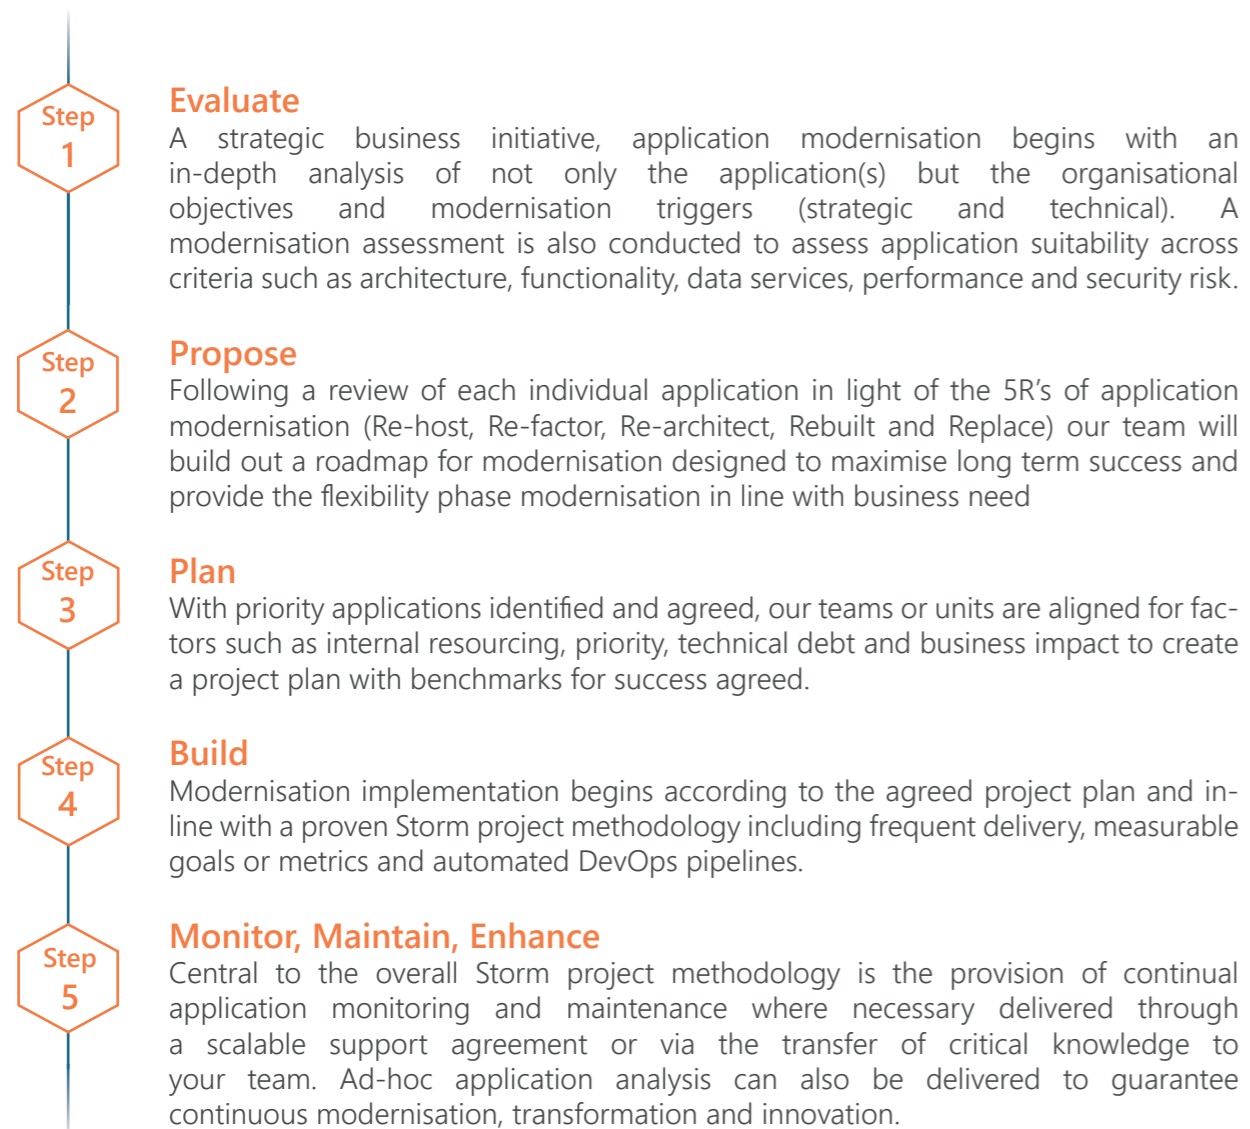 Step
1
Evaluate
A strategic business initiative, application modernisation begins with an
in-depth analysis of not only the application(s) but the organisational
objectives and modernisation triggers (strategic and technical). A
modernisation assessment is also conducted to assess application suitability across
criteria such as architecture, functionality, data services, performance and security risk.
Step
2
Propose
Following a review of each individual application in light of the 5R's of application
modernisation (Re-host, Re-factor, Re-architect, Rebuilt and Replace) our team will
build out a roadmap for modernisation designed to maximise long term success and
provide the flexibility phase modernisation in line with business need
Step
3
Plan
With priority applications identified and agreed, our teams or units are aligned for fac-
tors such as internal resourcing, priority, technical debt and business impact to create
a project plan with benchmarks for success agreed.
Step
4
Build
Modernisation implementation begins according to the agreed project plan and in-
line with a proven Storm project methodology including frequent delivery, measurable
goals or metrics and automated DevOps pipelines.
Step
5
Monitor, Maintain, Enhance
Central to the overall Storm project methodology is the provision of continual
application monitoring and maintenance where necessary delivered through
a scalable support agreement or via the transfer of critical knowledge to
your team. Ad-hoc application analysis can also be delivered to guarantee
continuous modernisation, transformation and innovation.